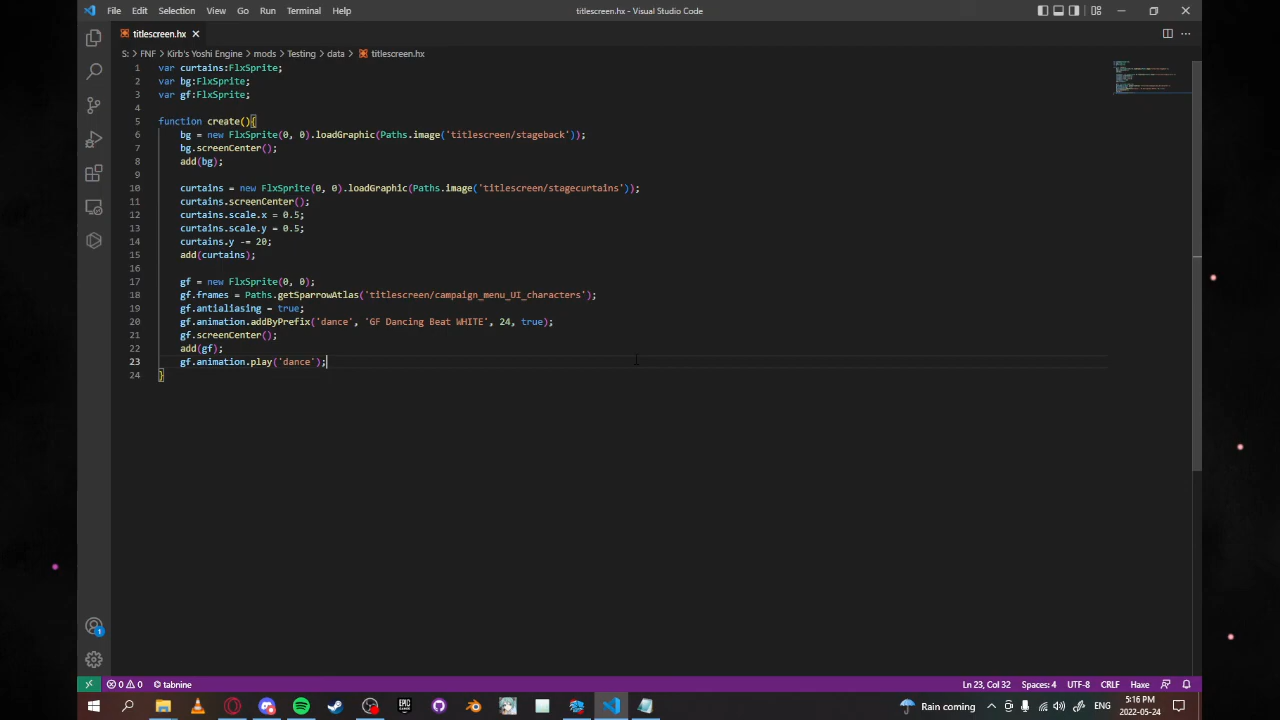 File Edit Selection View Go Run Terminal Help titlescreen.hx - Visual Studio Code
titlescreen.hx
S: > FNF > Kirb's Yoshi Engine > mods > Testing > data > titlescreen.hx
1 var curtains:FlxSprite;
2 var bg:FlxSprite;
3 var gf:FlxSprite;
4
5 function create(){
6 bg = new FlxSprite(0, 0).loadGraphic(Paths.image('titlescreen/stageback'));
7 bg.screenCenter();
8 add(bg);
9
10 curtains = new FlxSprite(0, 0).loadGraphic(Paths.image('titlescreen/stagecurtains'));
11 curtains.screenCenter();
12 curtains.scale.x = 0.5;
13 curtains.scale.y = 0.5;
14 curtains.y -= 20;
15 add(curtains);
16
17 gf = new FlxSprite(0, 0);
18 gf.frames = Paths.getSparrowAtlas('titlescreen/campaign_menu_UI_characters');
19 gf.antialiasing = true;
20 gf.animation.addByPrefix('dance', 'GF Dancing Beat WHITE', 24, true);
21 gf.screenCenter();
22 add(gf);
23 gf.animation.play('dance');
24 }
1
0 0 tabnine Ln 23, Col 32 Spaces: 4 UTF-8 CRLF Haxe
EPIC GAMES Rain coming ENG 5:16 PM
2022-05-24